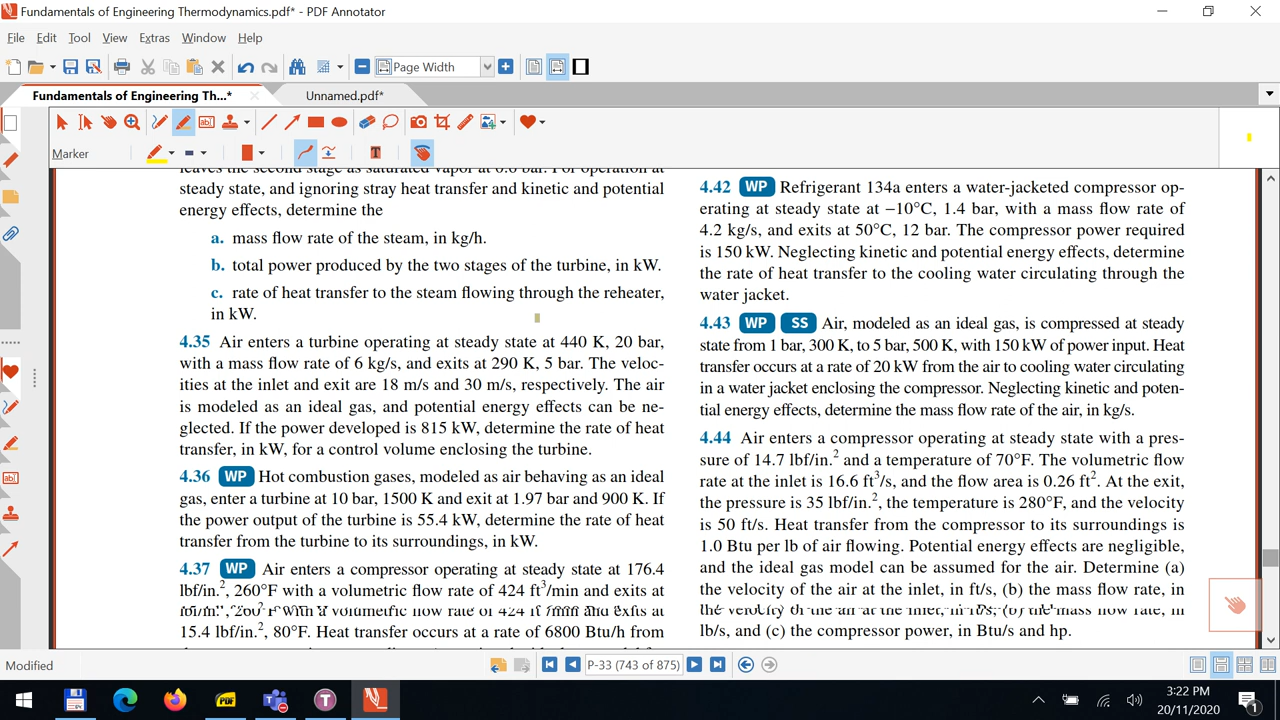 Fundamentals of Engineering Thermodynamics.pdf* - PDF Annotator
File Edit Tool View Extras Window Help
Page Width
Fundamentals of Engineering Th...* Unnamed.pdf*
Marker
leaves the second stage as saturated vapor at 0.6 bar. For operation at
steady state, and ignoring stray heat transfer and kinetic and potential
energy effects, determine the
a. mass flow rate of the steam, in kg/h.
b. total power produced by the two stages of the turbine, in kW.
c. rate of heat transfer to the steam flowing through the reheater,
in kW.
4.35 Air enters a turbine operating at steady state at 440 K, 20 bar,
with a mass flow rate of 6 kg/s, and exits at 290 K, 5 bar. The veloc-
ities at the inlet and exit are 18 m/s and 30 m/s, respectively. The air
is modeled as an ideal gas, and potential energy effects can be ne-
glected. If the power developed is 815 kW, determine the rate of heat
transfer, in kW, for a control volume enclosing the turbine.
4.36 WP Hot combustion gases, modeled as air behaving as an ideal
gas, enter a turbine at 10 bar, 1500 K and exit at 1.97 bar and 900 K. If
the power output of the turbine is 55.4 kW, determine the rate of heat
transfer from the turbine to its surroundings, in kW.
4.37 WP Air enters a compressor operating at steady state at 176.4
lbf/in.², 260°F with a volumetric flow rate of 424 ft³/min and exits at
15.4 lbf/in.², 80°F. Heat transfer occurs at a rate of 6800 Btu/h from
4.42 WP Refrigerant 134a enters a water-jacketed compressor op-
erating at steady state at −10°C, 1.4 bar, with a mass flow rate of
4.2 kg/s, and exits at 50°C, 12 bar. The compressor power required
is 150 kW. Neglecting kinetic and potential energy effects, determine
the rate of heat transfer to the cooling water circulating through the
water jacket.
4.43 WP SS Air, modeled as an ideal gas, is compressed at steady
state from 1 bar, 300 K, to 5 bar, 500 K, with 150 kW of power input. Heat
transfer occurs at a rate of 20 kW from the air to cooling water circulating
in a water jacket enclosing the compressor. Neglecting kinetic and poten-
tial energy effects, determine the mass flow rate of the air, in kg/s.
4.44 Air enters a compressor operating at steady state with a pres-
sure of 14.7 lbf/in.² and a temperature of 70°F. The volumetric flow
rate at the inlet is 16.6 ft³/s, and the flow area is 0.26 ft². At the exit,
the pressure is 35 lbf/in.², the temperature is 280°F, and the velocity
is 50 ft/s. Heat transfer from the compressor to its surroundings is
1.0 Btu per lb of air flowing. Potential energy effects are negligible,
and the ideal gas model can be assumed for the air. Determine (a)
the velocity of the air at the inlet, in ft/s, (b) the mass flow rate, in
lb/s, and (c) the compressor power, in Btu/s and hp.
Modified P-33 (743 of 875)
3:22 PM
20/11/2020